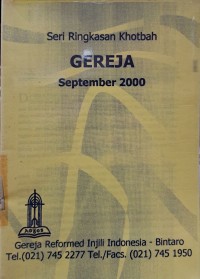 Seri Ringkasan Khotbah
GEREJA
September 2000
Gereja Reformed Injili Indonesia - Bintaro
Tel.(021) 745 2277 Tel./Facs. (021) 745 1950